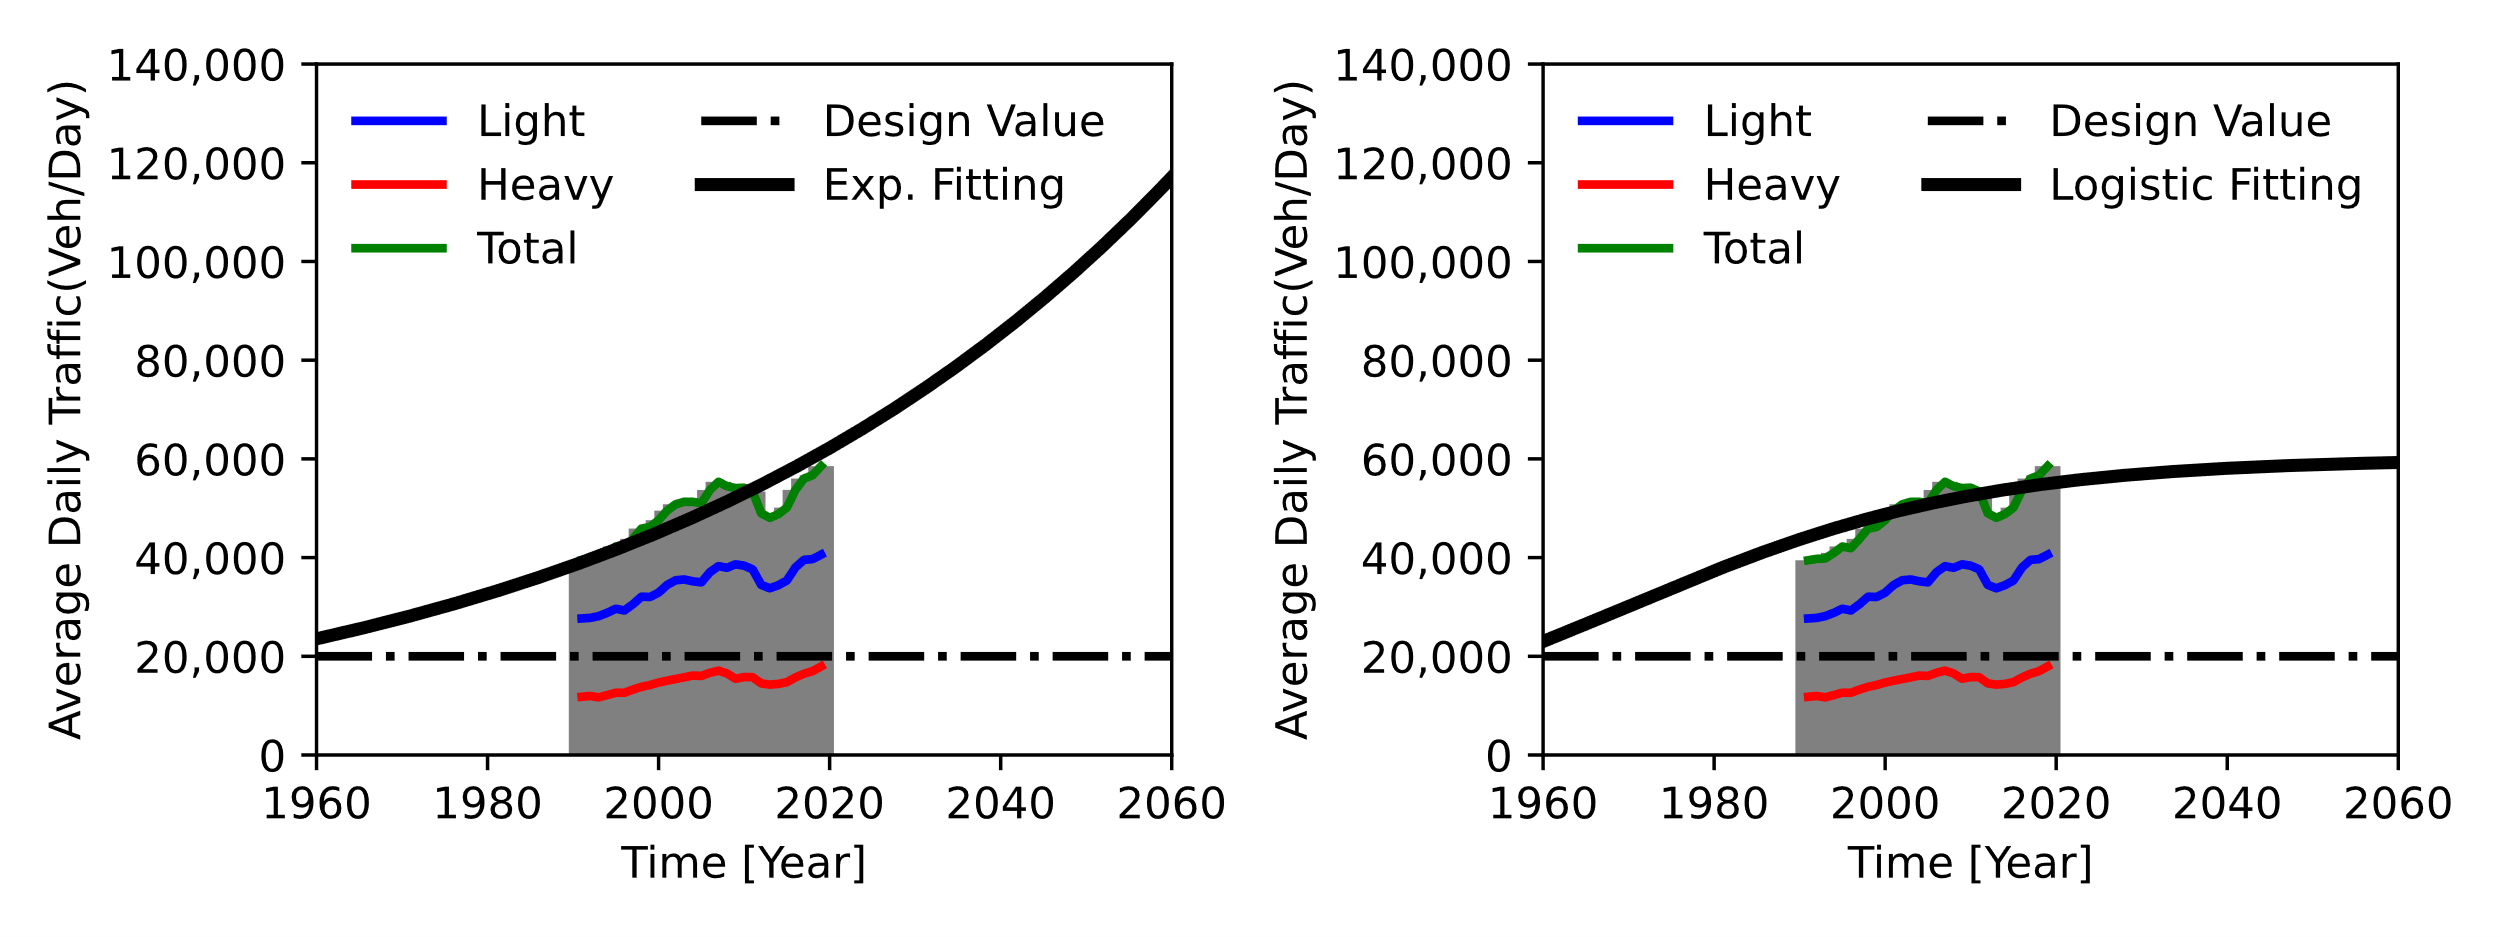 Average Daily Traffic(Veh/Day)
140,000
120,000
100,000
80,000
60,000
40,000
20,000
0
Light
Heavy
Total
Design Value
Exp. Fitting
1960 1980 2000 2020 2040 2060
Time [Year]
Average Daily Traffic(Veh/Day)
140,000
120,000
100,000
80,000
60,000
40,000
20,000
0
Light
Heavy
Total
Design Value
Logistic Fitting
1960 1980 2000 2020 2040 2060
Time [Year]